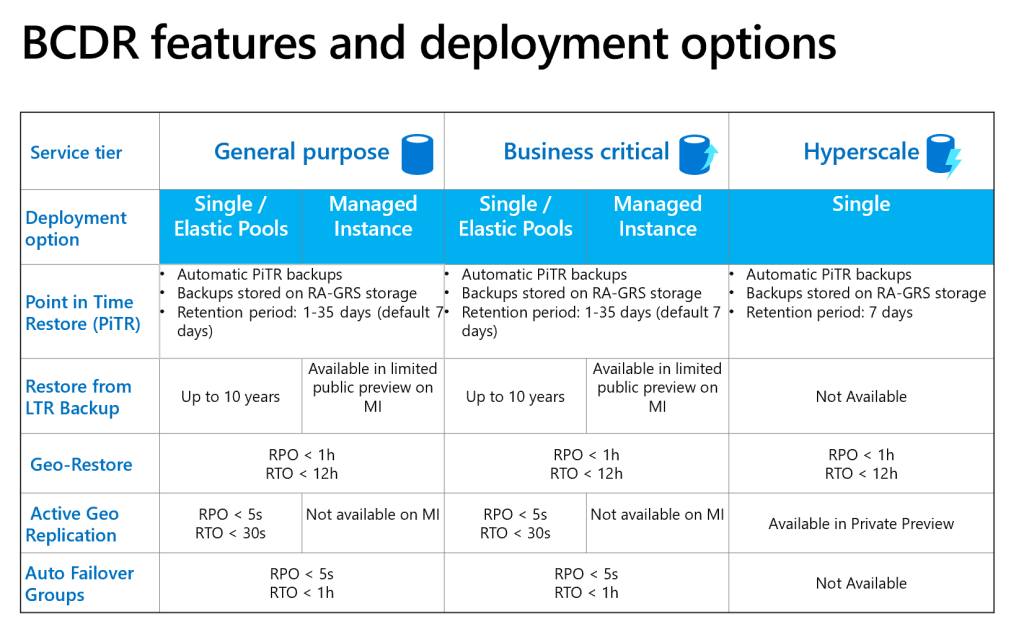 BCDR features and deployment options
Service tier
General purpose
Business critical
Hyperscale
Deployment
option
Single /
Elastic Pools
Managed
Instance
Single /
Elastic Pools
Managed
Instance
Single
Point in Time
Restore (PiTR)
• Automatic PiTR backups
• Backups stored on RA-GRS storage
• Retention period: 1-35 days (default 7
days)
• Automatic PiTR backups
• Backups stored on RA-GRS storage
• Retention period: 1-35 days (default 7
days)
• Automatic PiTR backups
• Backups stored on RA-GRS storage
• Retention period: 7 days
Restore from
LTR Backup
Up to 10 years
Available in limited
public preview on
MI
Up to 10 years
Available in limited
public preview on
MI
Not Available
Geo-Restore
RPO < 1h
RTO < 12h
RPO < 1h
RTO < 12h
RPO < 1h
RTO < 12h
Active Geo
Replication
RPO < 5s
RTO < 30s
Not available on MI
RPO < 5s
RTO < 30s
Not available on MI
Available in Private Preview
Auto Failover
Groups
RPO < 5s
RTO < 1h
RPO < 5s
RTO < 1h
Not Available